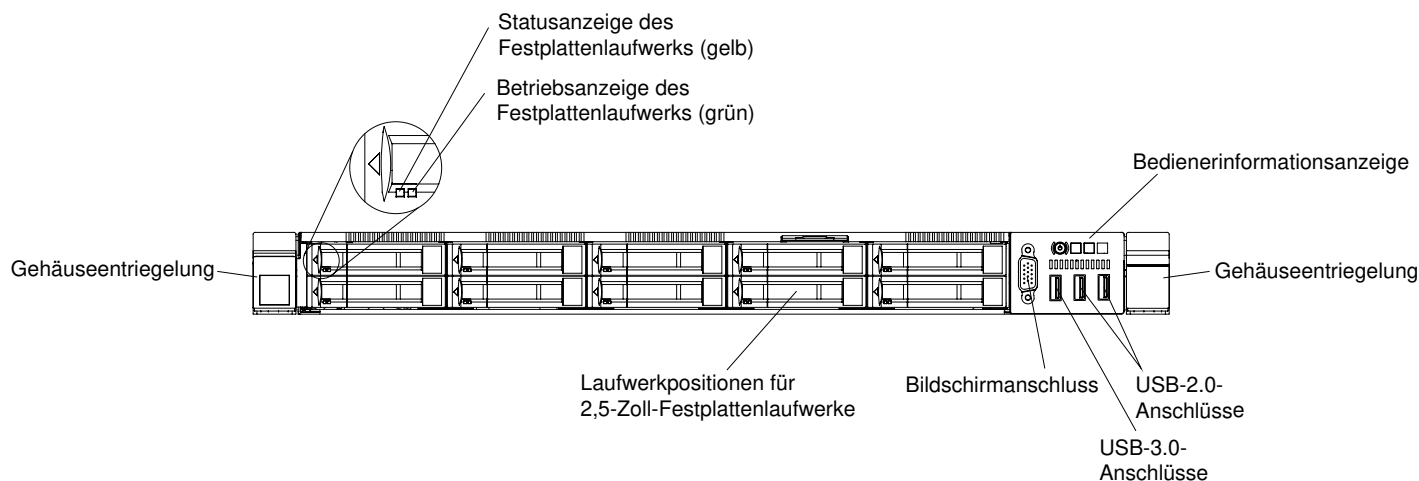 Statusanzeige des
Festplattenlaufwerks (gelb)
Betriebsanzeige des
Festplattenlaufwerks (grün)
Bedienerinformationsanzeige
Gehäuseentriegelung
Gehäuseentriegelung
Laufwerkpositionen für
2,5-Zoll-Festplattenlaufwerke
Bildschirmanschluss
USB-2.0-
Anschlüsse
USB-3.0-
Anschlüsse